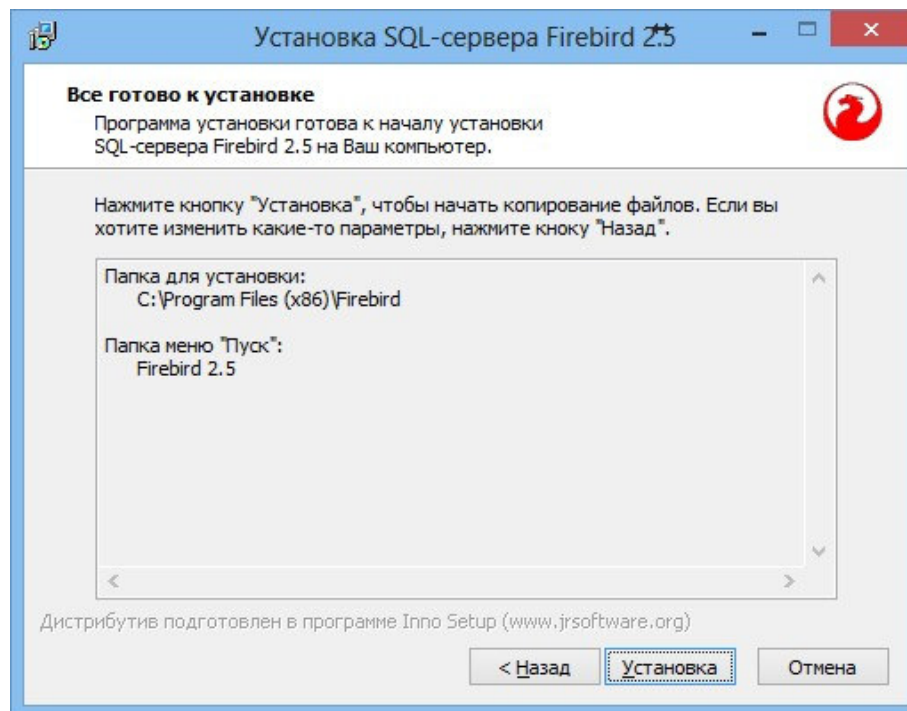 Установка SQL-сервера Firebird 2.5
Все готово к установке
Программа установки готова к началу установки
SQL-сервера Firebird 2.5 на Ваш компьютер.
Нажмите кнопку "Установка", чтобы начать копирование файлов. Если вы
хотите изменить какие-то параметры, нажмите кноку "Назад".
Папка для установки:
C:\Program Files (x86)\Firebird
Папка меню "Пуск":
Firebird 2.5
Дистрибутив подготовлен в программе Inno Setup (www.jrsoftware.org)
< Назад
Установка
Отмена